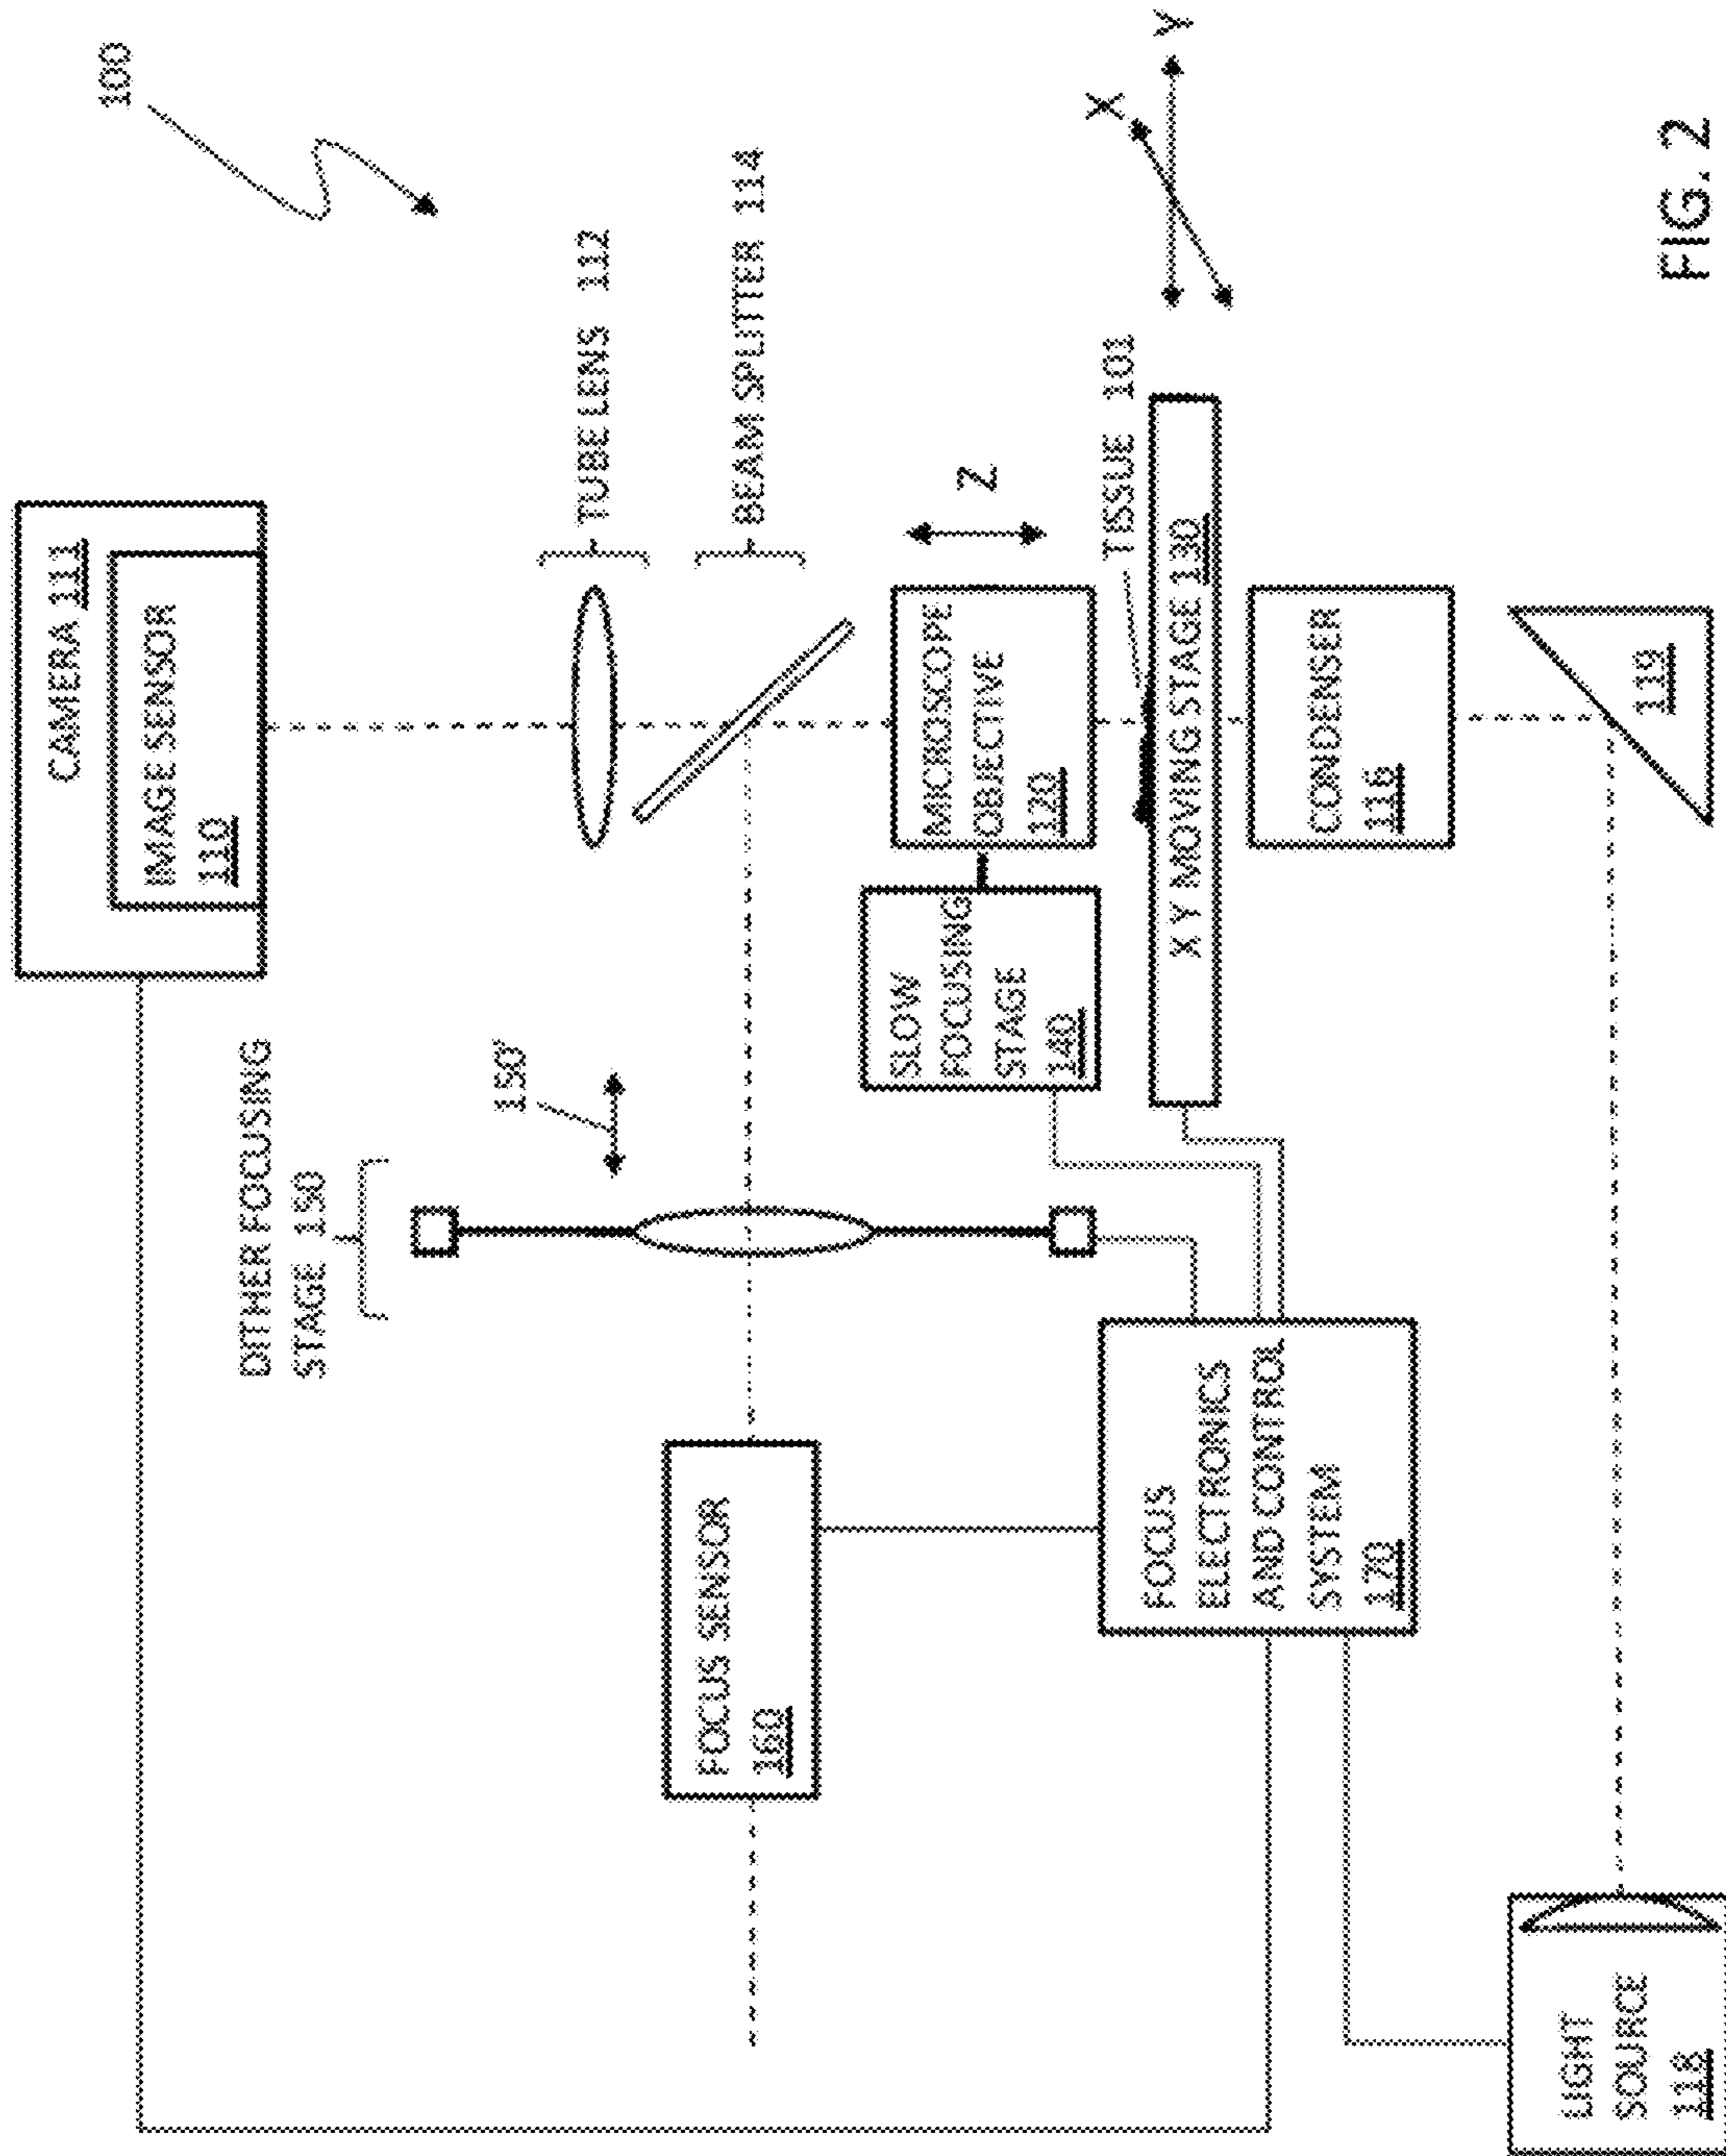 100
CAMERA 111
IMAGE SENSOR
110
TUBE LENS 112
BEAM SPLITTER 114
DITHER FOCUSING
STAGE 150
150'
FOCUS SENSOR
160
MICROSCOPE
OBJECTIVE
120
Z
SLOW
FOCUSING
STAGE
140
TISSUE 101
X
Y
X Y MOVING STAGE 130
FOCUS
ELECTRONICS
AND CONTROL
SYSTEM
170
CONDENSER
116
LIGHT
SOURCE
118
119
FIG. 2